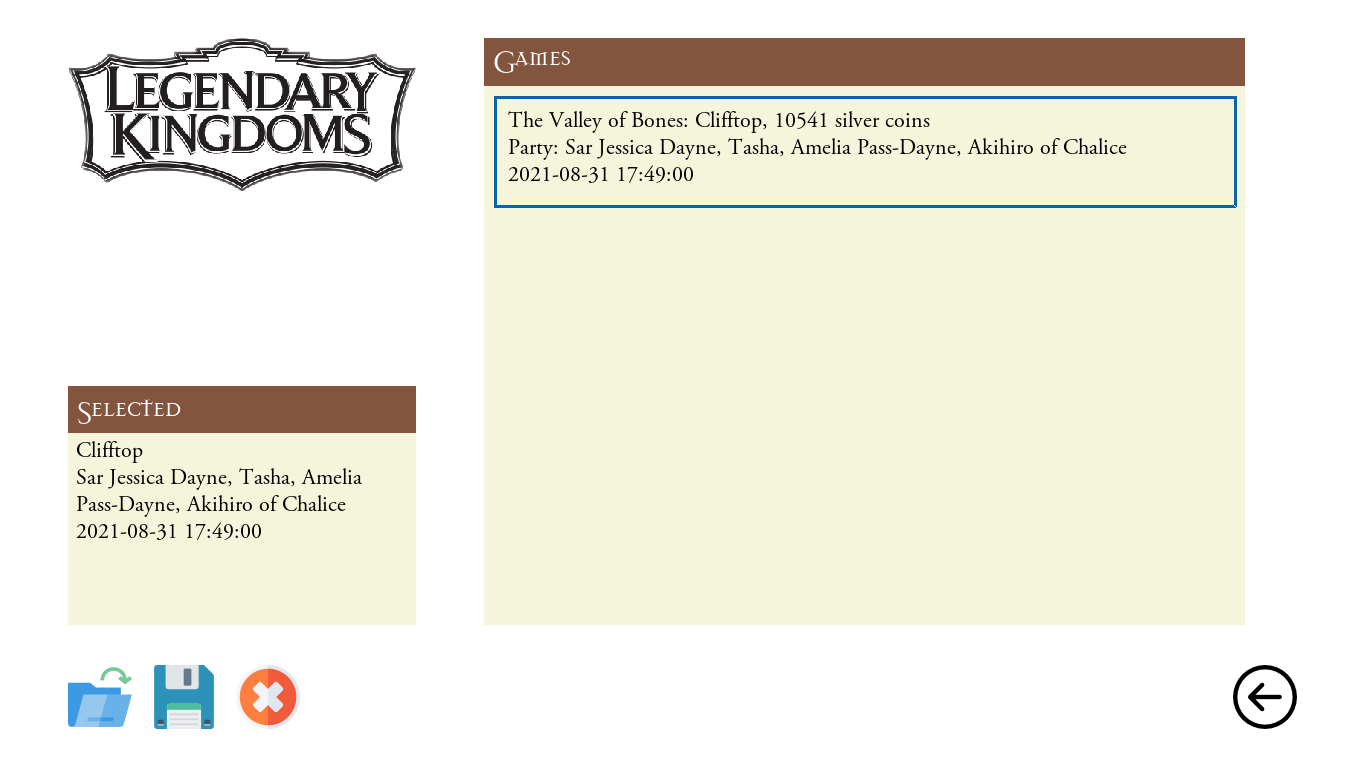 LEGENDARY
KINGDOMS
Games
The Valley of Bones: Clifftop, 10541 silver coins
Party: Sar Jessica Dayne, Tasha, Amelia Pass-Dayne, Akihiro of Chalice
2021-08-31 17:49:00
Selected
Clifftop
Sar Jessica Dayne, Tasha, Amelia
Pass-Dayne, Akihiro of Chalice
2021-08-31 17:49:00